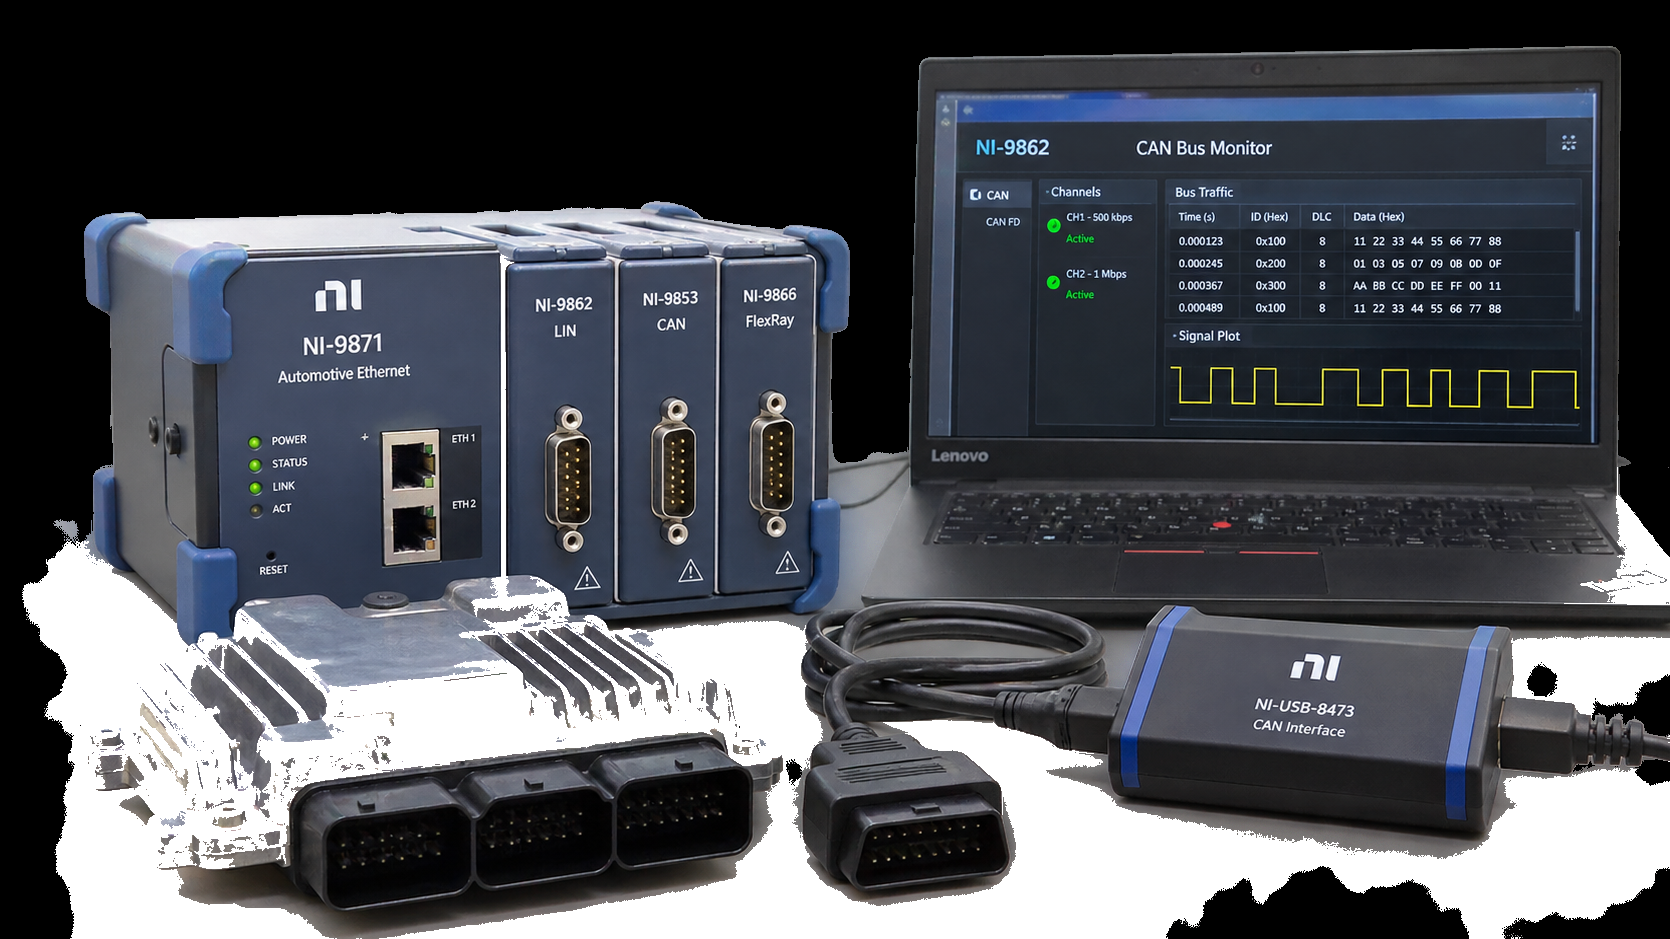 NI
NI-9871
Automotive Ethernet
POWER
STATUS
LINK
ACT
RESET
+
ETH 1
ETH 2
NI-9862
LIN
NI-9853
CAN
NI-9866
FlexRay
NI-9862
CAN Bus Monitor
CAN
CAN FD
Channels
CH1 - 500 kbps
Active
CH2 - 1 Mbps
Active
Bus Traffic
Time (s) ID (Hex) DLC Data (Hex)
0.000123 0x100 8 11 22 33 44 55 66 77 88
0.000245 0x200 8 01 03 05 07 09 0B 0D 0F
0.000367 0x300 8 AA BB CC DD EE FF 00 11
0.000489 0x100 8 11 22 33 44 55 66 77 88
Signal Plot
Lenovo
NI
NI-USB-8473
CAN Interface